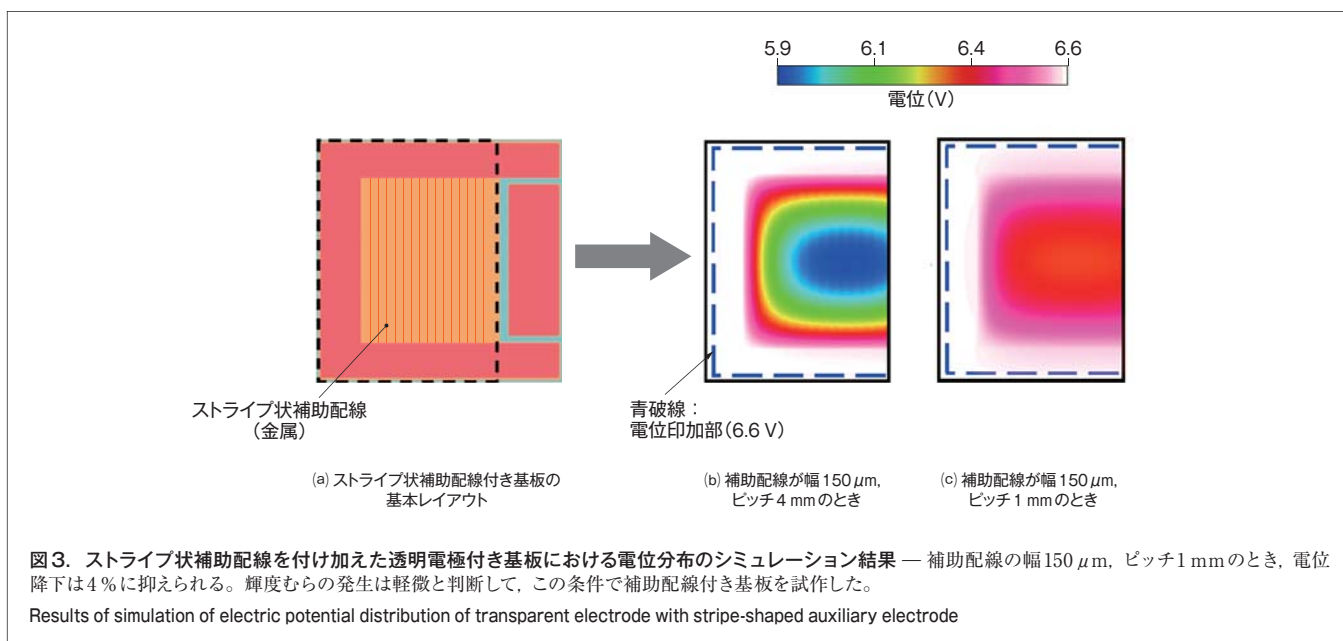 5.9 6.1 6.4 6.6
電位(V)
ストライプ状補助配線
(金属)
青破線:
電位印加部(6.6 V)
(a) ストライプ状補助配線付き基板の
基本レイアウト
(b) 補助配線が幅150 μm,
ピッチ4 mmのとき
(c) 補助配線が幅150 μm,
ピッチ1 mmのとき
図3. ストライプ状補助配線を付け加えた透明電極付き基板における電位分布のシミュレーション結果 — 補助配線の幅150 μm, ピッチ1 mmのとき, 電位
降下は4 %に抑えられる。輝度むらの発生は軽微と判断して, この条件で補助配線付き基板を試作した。
Results of simulation of electric potential distribution of transparent electrode with stripe-shaped auxiliary electrode